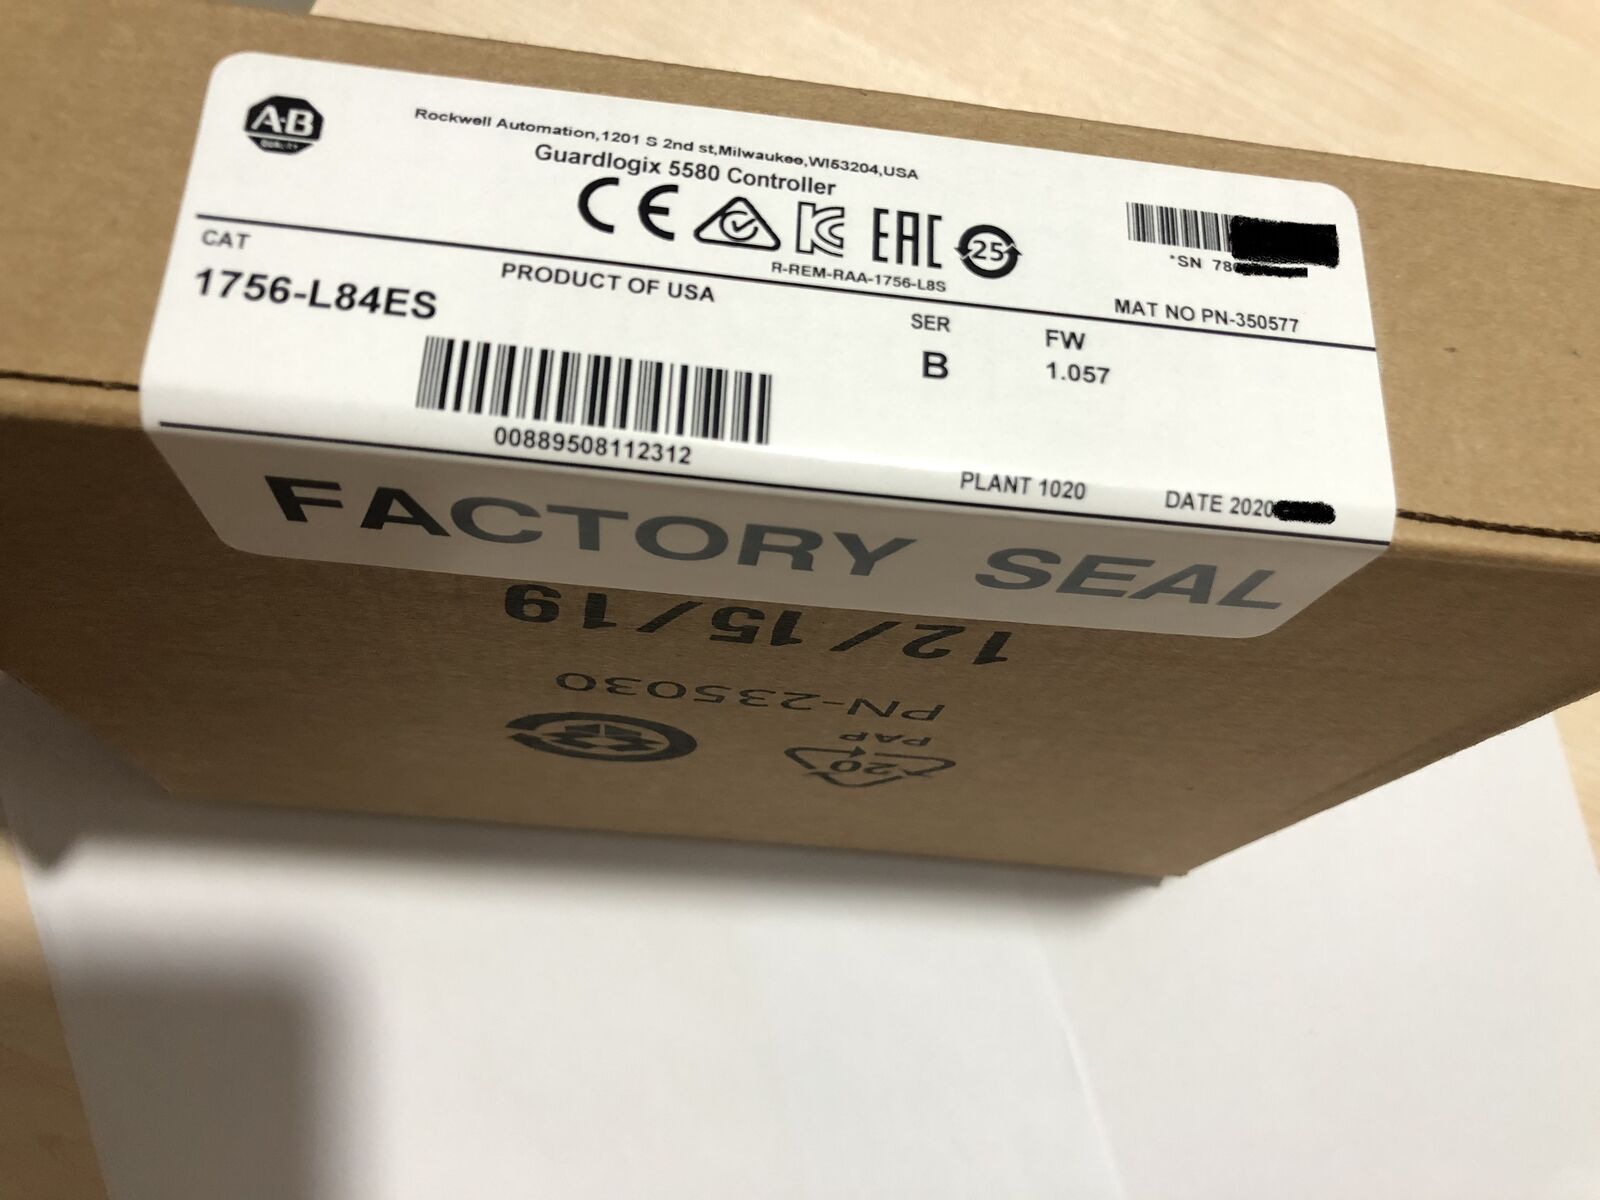 A-B
QUALITY
Rockwell Automation,1201 S 2nd st,Milwaukee,WI53204,USA
Guardlogix 5580 Controller
CE
KC
EAC
25
R-REM-RAA-1756-L8S
*SN 78
MAT NO PN-350577
CAT
1756-L84ES
PRODUCT OF USA
SER
B
FW
1.057
00889508112312
PLANT 1020
DATE 2020
FACTORY SEAL
12/15/19
PN-235030
PAP
20